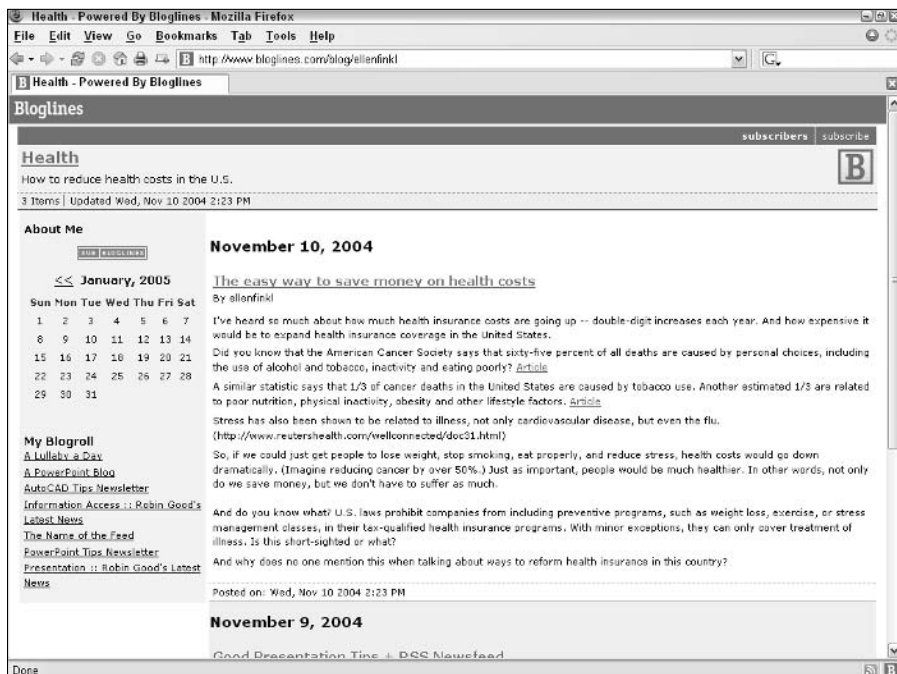 Health - Powered By Bloglines - Mozilla Firefox
File Edit View Go Bookmarks Tab Tools Help
B http://www.bloglines.com/blog/ellenfinkl G
B Health - Powered By Bloglines
Bloglines
subscribers subscribe
Health
B
How to reduce health costs in the U.S.
3 Items | Updated Wed, Nov 10 2004 2:23 PM
About Me
SUB BLOGLINES
<< January, 2005
Sun Mon Tue Wed Thu Fri Sat
1 2 3 4 5 6 7
8 9 10 11 12 13 14
15 16 17 18 19 20 21
22 23 24 25 26 27 28
29 30 31
My Blogroll
A Lullaby a Day
A PowerPoint Blog
AutoCAD Tips Newsletter
Information Access :: Robin Good's
Latest News
The Name of the Feed
PowerPoint Tips Newsletter
Presentation :: Robin Good's Latest
News
November 10, 2004
The easy way to save money on health costs
By ellenfinkl
I've heard so much about how much health insurance costs are going up -- double-digit increases each year. And how expensive it
would be to expand health insurance coverage in the United States.
Did you know that the American Cancer Society says that sixty-five percent of all deaths are caused by personal choices, including
the use of alcohol and tobacco, inactivity and eating poorly? Article
A similar statistic says that 1/3 of cancer deaths in the United States are caused by tobacco use. Another estimated 1/3 are related
to poor nutrition, physical inactivity, obesity and other lifestyle factors. Article
Stress has also been shown to be related to illness, not only cardiovascular disease, but even the flu.
(http://www.reutershealth.com/wellconnected/doc31.html)
So, if we could just get people to lose weight, stop smoking, eat properly, and reduce stress, health costs would go down
dramatically. (Imagine reducing cancer by over 50%.) Just as important, people would be much healthier. In other words, not only
do we save money, but we don't have to suffer as much.
And do you know what? U.S. laws prohibit companies from including preventive programs, such as weight loss, exercise, or stress
management classes, in their tax-qualified health insurance programs. With minor exceptions, they can only cover treatment of
illness. Is this short-sighted or what?
And why does no one mention this when talking about ways to reform health insurance in this country?
Posted on: Wed, Nov 10 2004 2:23 PM
November 9, 2004
Good Presentation Tips + RSS Newsfeed
Done
B